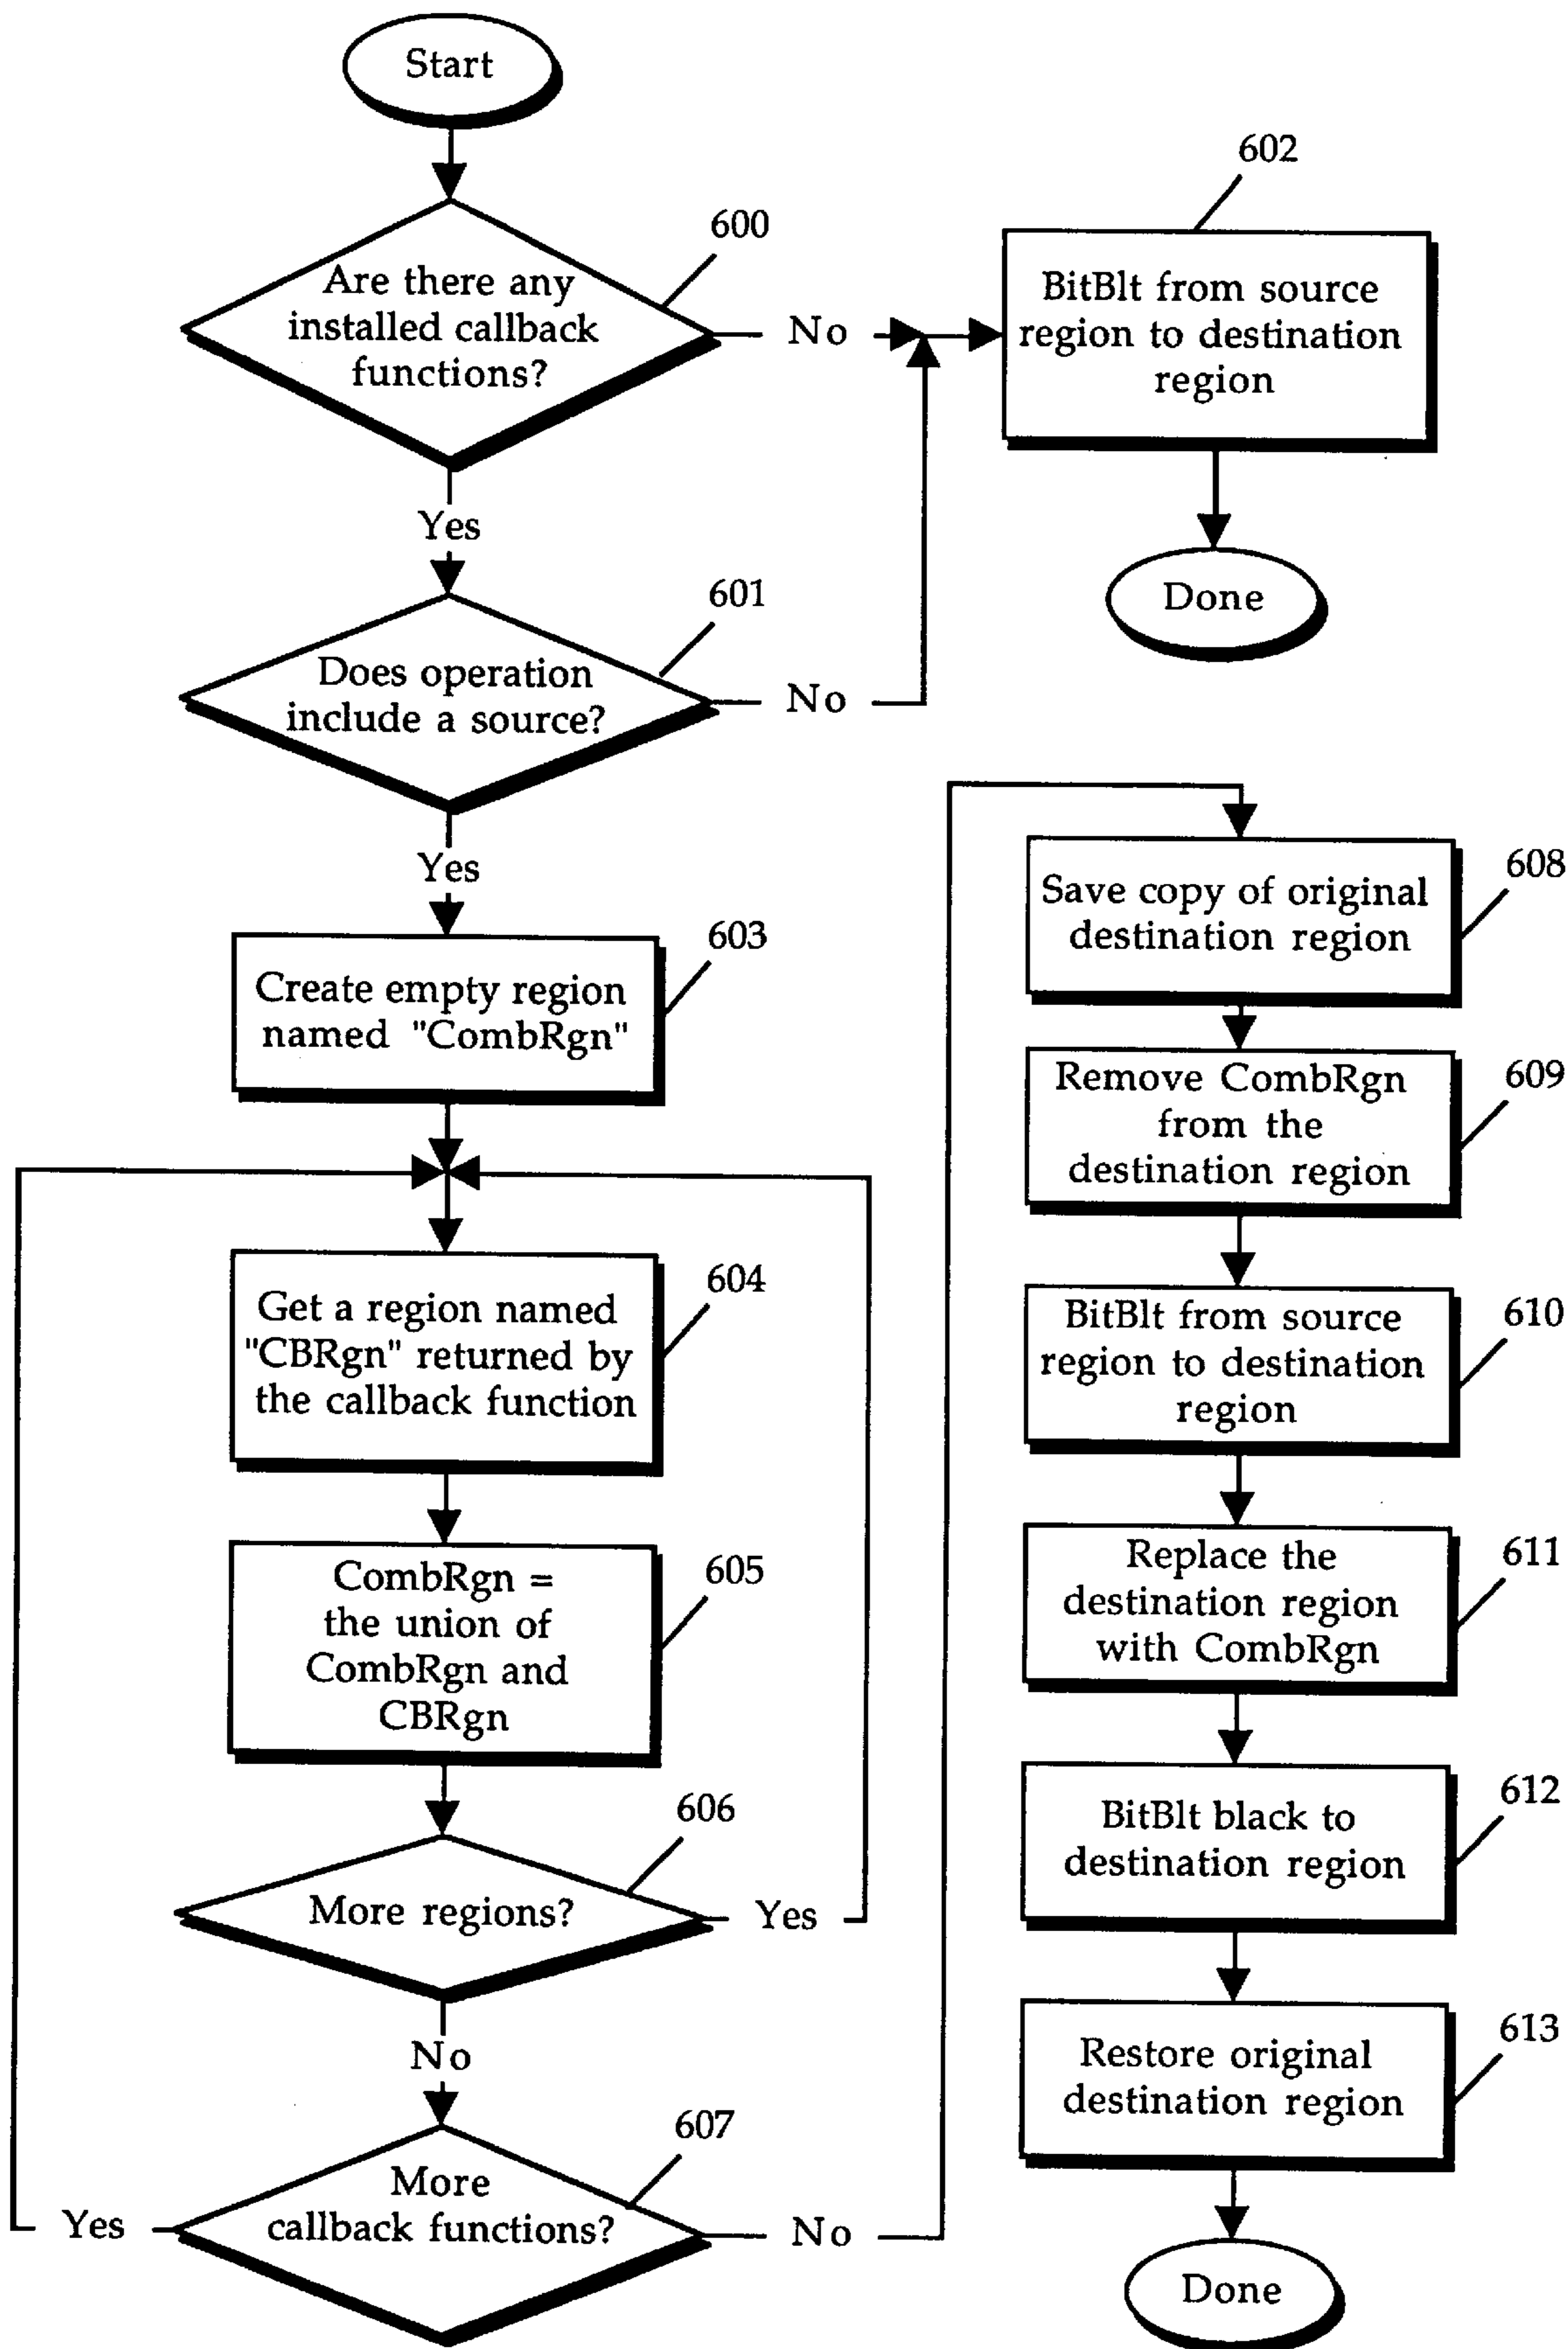 Start
600
Are there any
installed callback
functions?
No
Yes
602
BitBlt from source
region to destination
region
Done
601
Does operation
include a source?
No
Yes
603
Create empty region
named "CombRgn"
604
Get a region named
"CBRgn" returned by
the callback function
605
CombRgn =
the union of
CombRgn and
CBRgn
606
More regions?
Yes
No
607
More
callback functions?
Yes
No
608
Save copy of original
destination region
609
Remove CombRgn
from the
destination region
610
BitBlt from source
region to destination
region
611
Replace the
destination region
with CombRgn
612
BitBlt black to
destination region
613
Restore original
destination region
Done